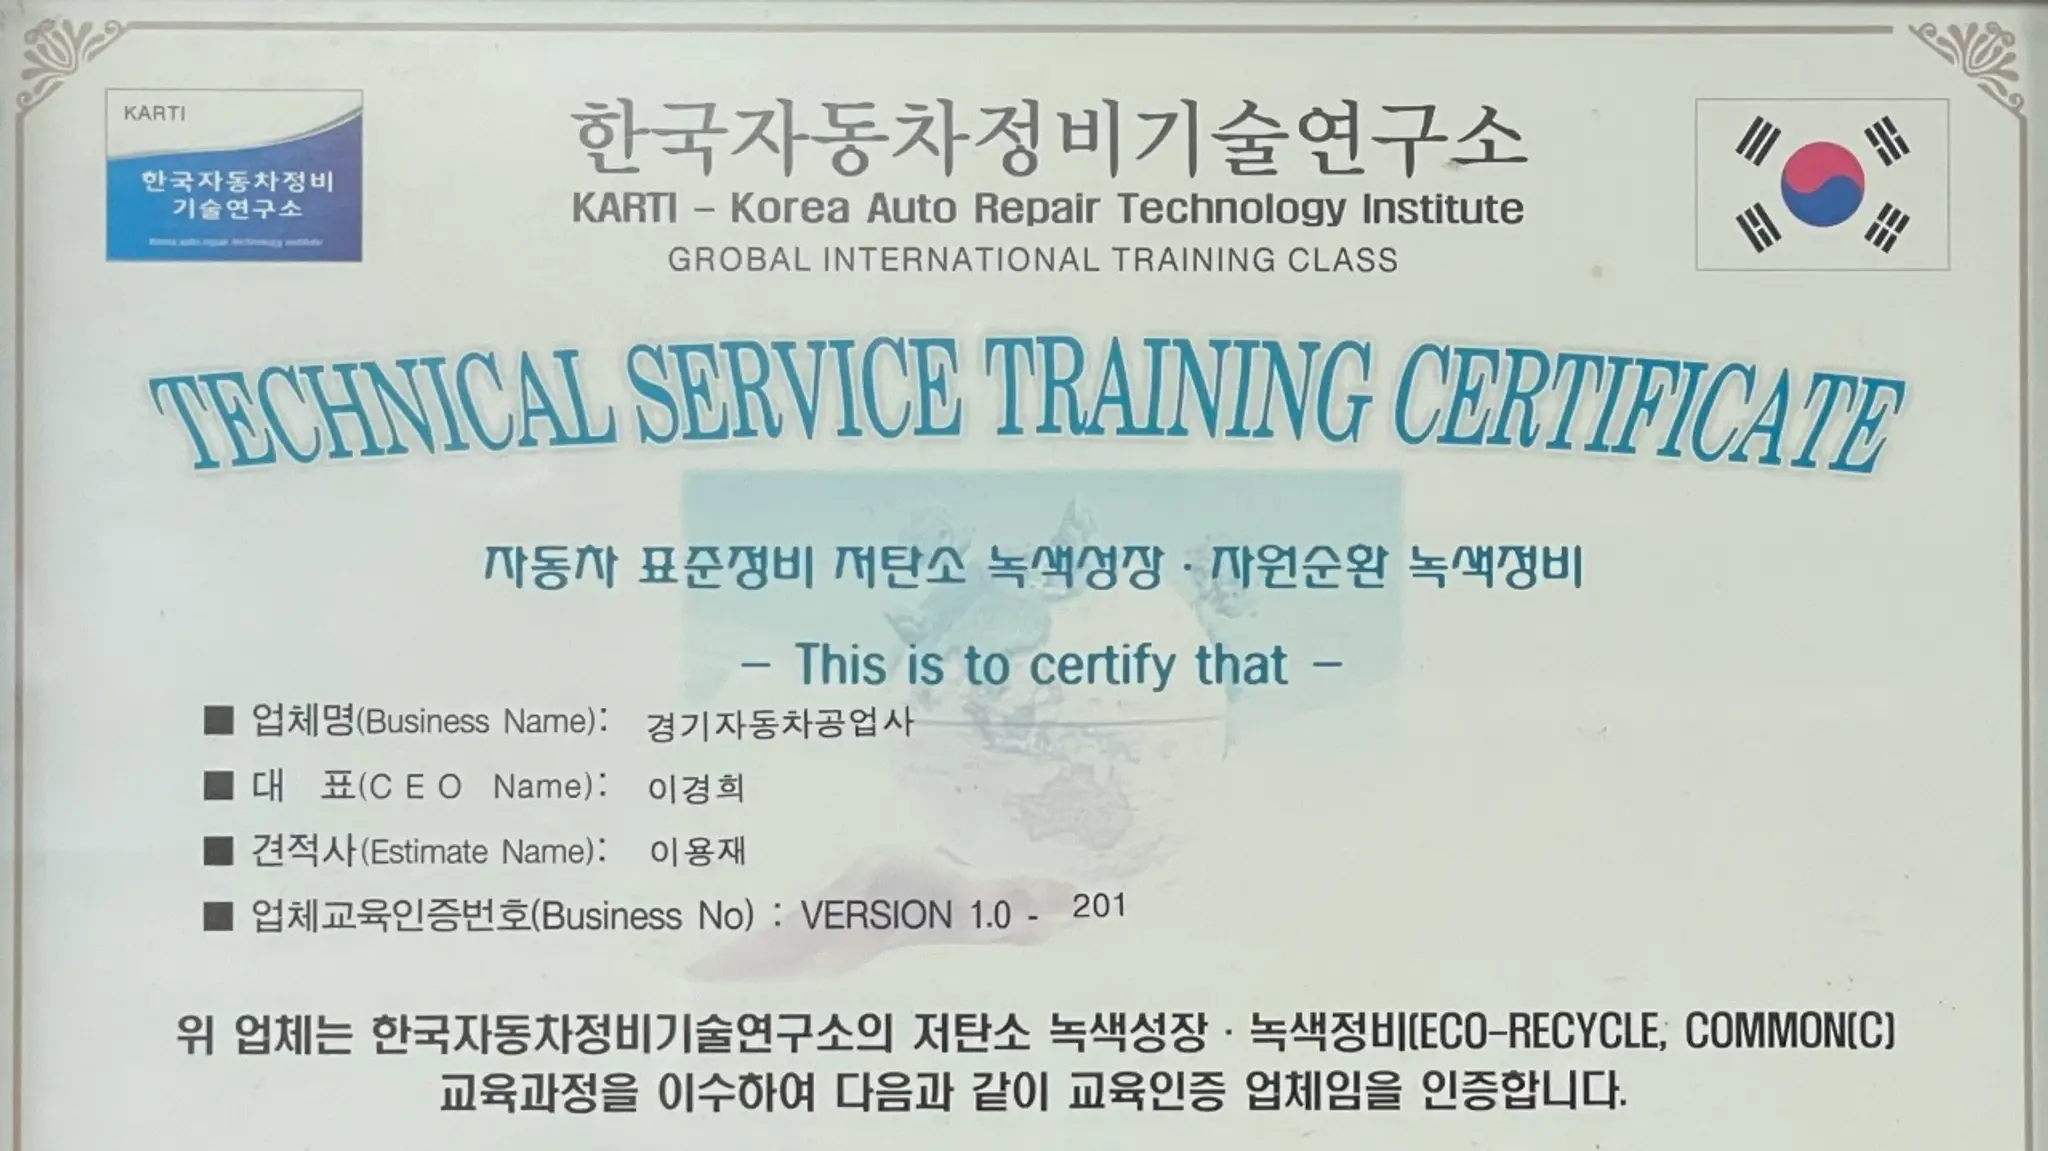 KARTI
한국자동차정비
기술연구소
Korea auto repair technology institute
한국자동차정비기술연구소
KARTI - Korea Auto Repair Technology Institute
GROBAL INTERNATIONAL TRAINING CLASS
TECHNICAL SERVICE TRAINING CERTIFICATE
자동차 표준정비 저탄소 녹색성장 · 자원순환 녹색정비
- This is to certify that -
■ 업체명(Business Name): 경기자동차공업사
■ 대 표(CEO Name): 이경희
■ 견적사(Estimate Name): 이용재
■ 업체교육인증번호(Business No) : VERSION 1.0 - 201
위 업체는 한국자동차정비기술연구소의 저탄소 녹색성장 · 녹색정비(ECO-RECYCLE; COMMON(C)
교육과정을 이수하여 다음과 같이 교육인증 업체임을 인증합니다.